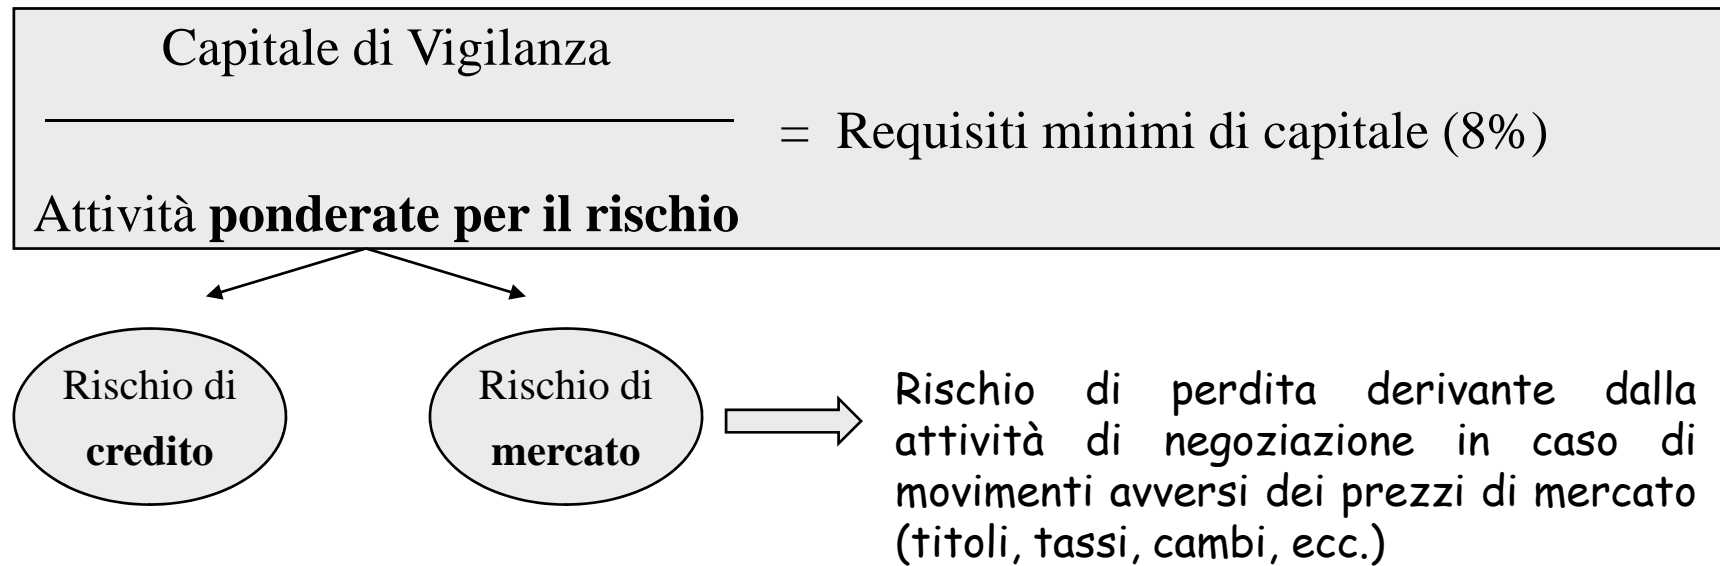 Capitale di Vigilanza
= Requisiti minimi di capitale (8%)
Attività ponderate per il rischio
Rischio di
credito
Rischio di
mercato
Rischio di perdita derivante dalla
attività di negoziazione in caso di
movimenti avversi dei prezzi di mercato
(titoli, tassi, cambi, ecc.)